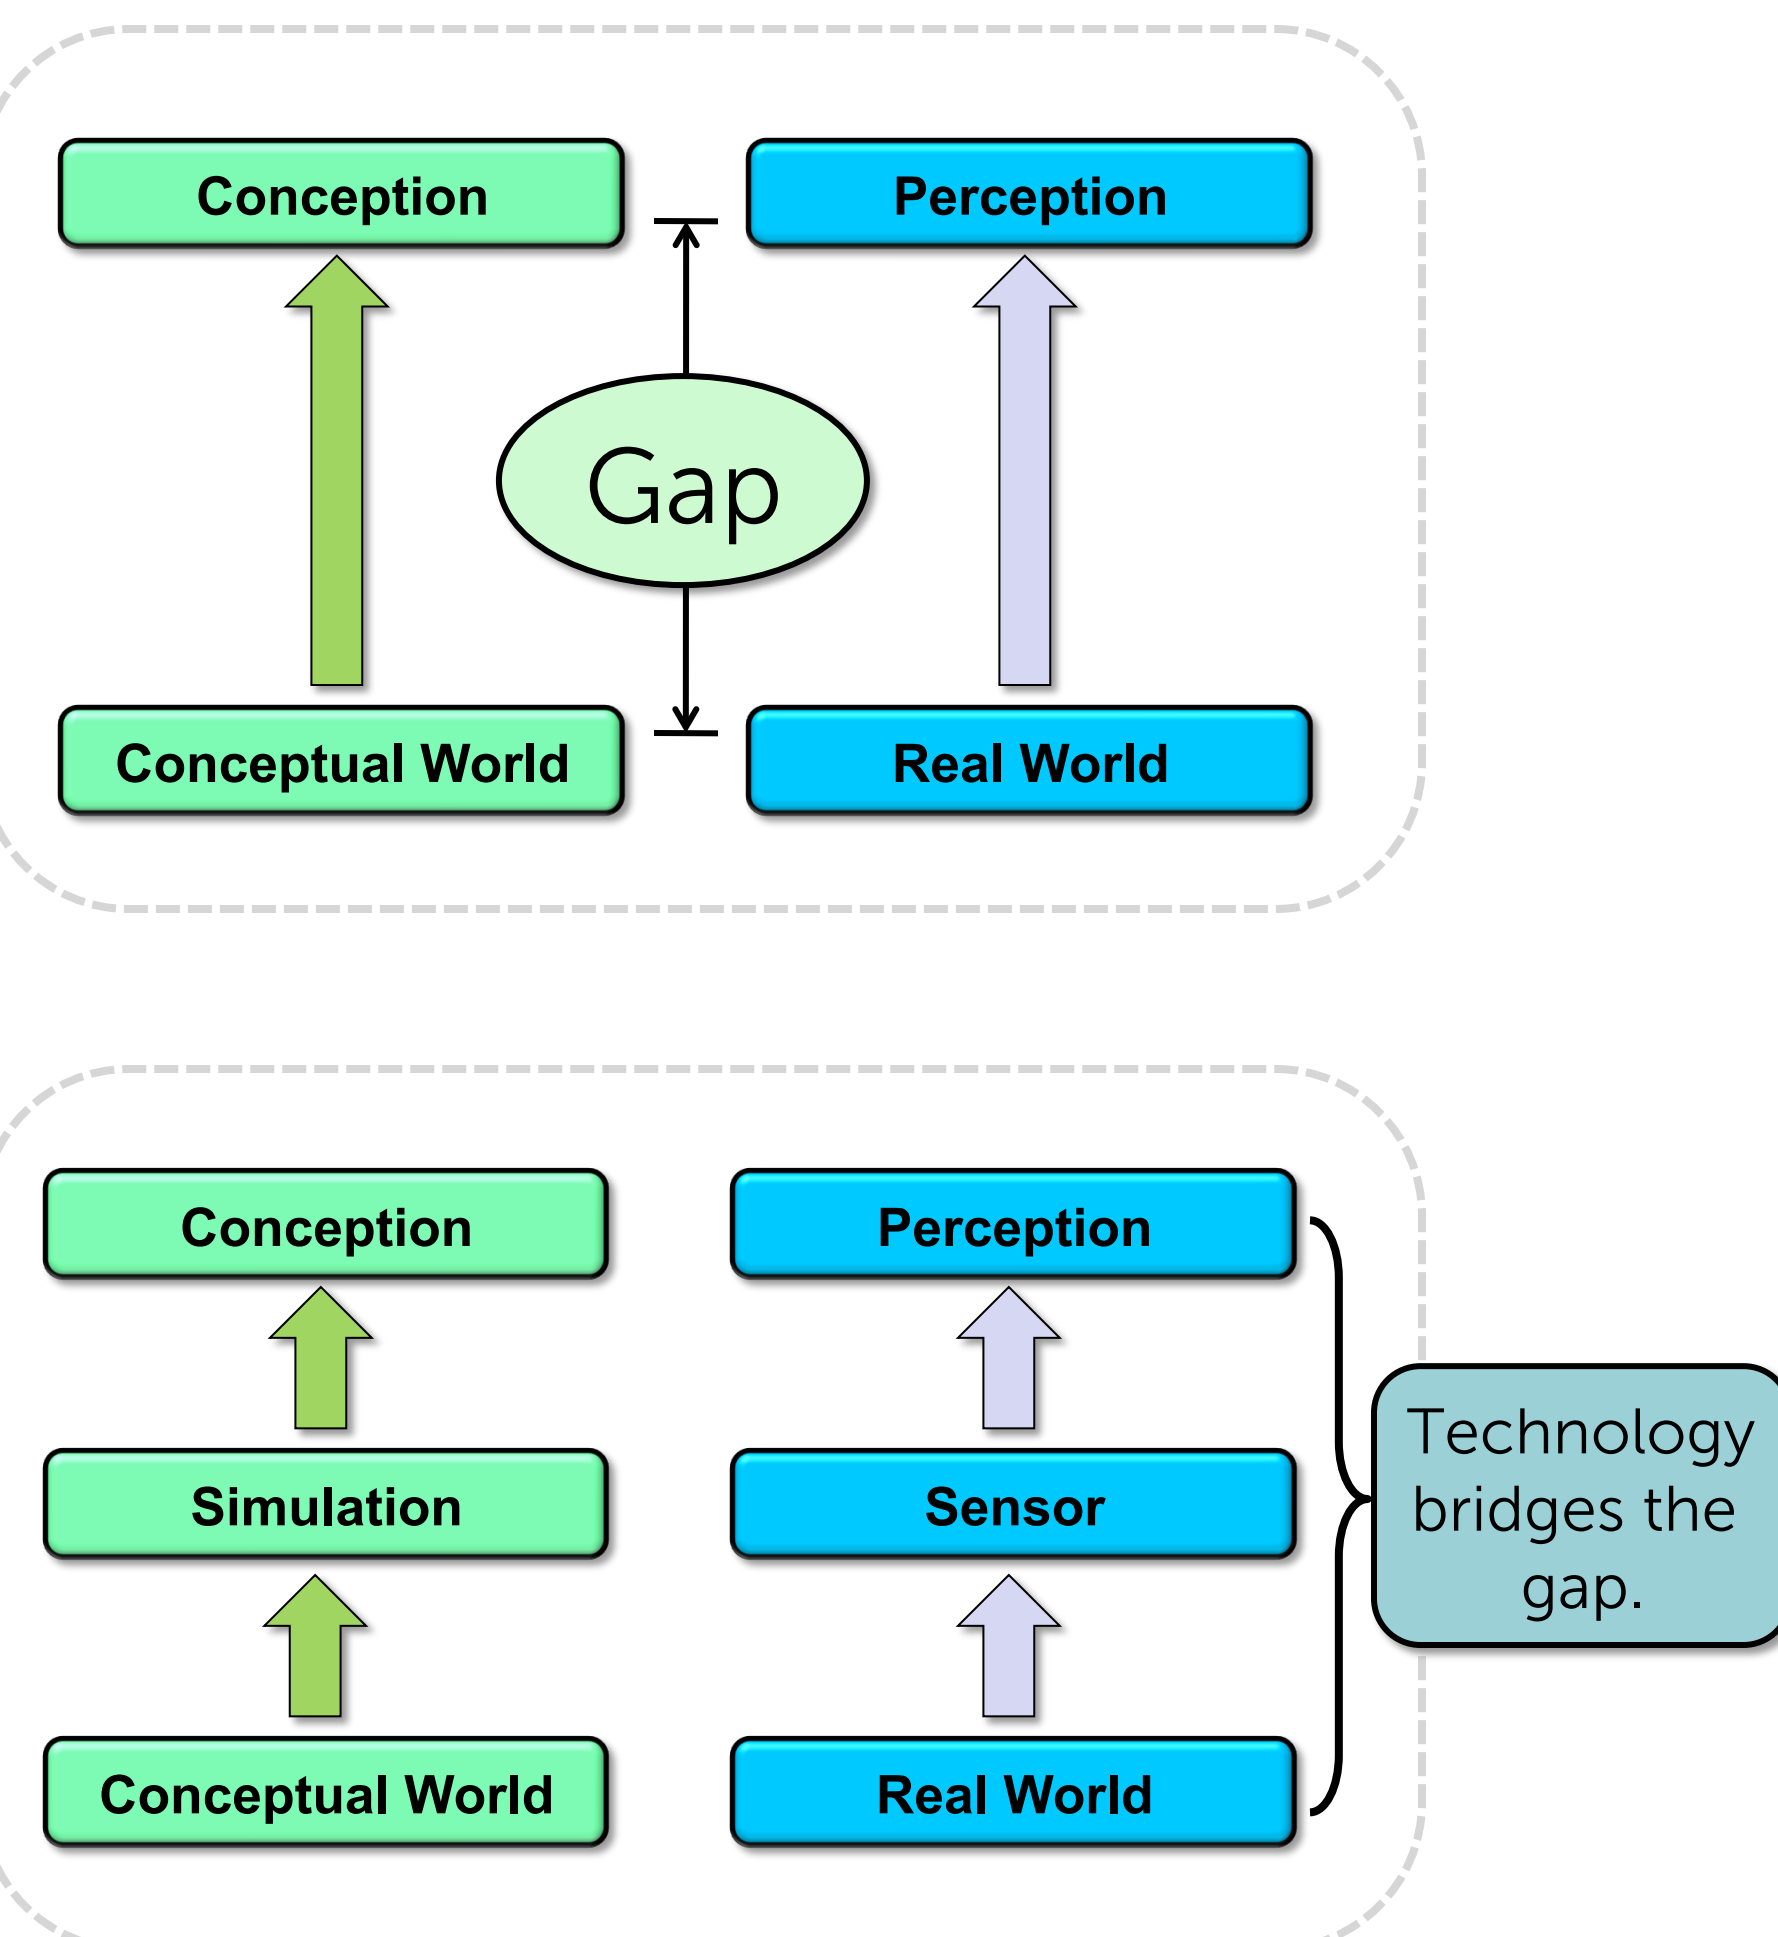 Conception
Perception
Gap
Conceptual World
Real World
Conception
Perception
Simulation
Sensor
Technology
bridges the
gap.
Conceptual World
Real World